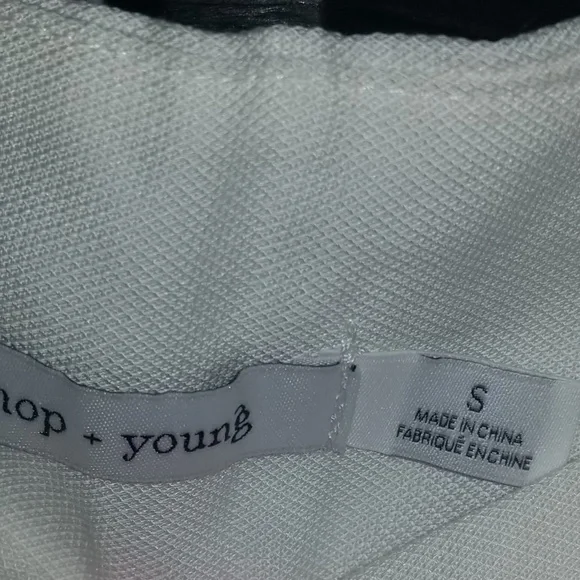 hop + young
S
MADE IN CHINA
FABRIQUÉ EN CHINE